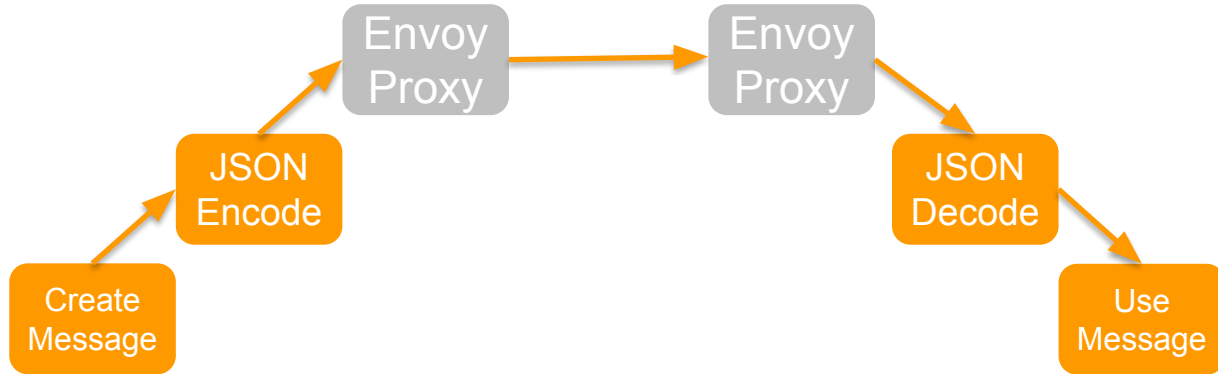 Envoy
Proxy
Envoy
Proxy
JSON
Encode
JSON
Decode
Create
Message
Use
Message